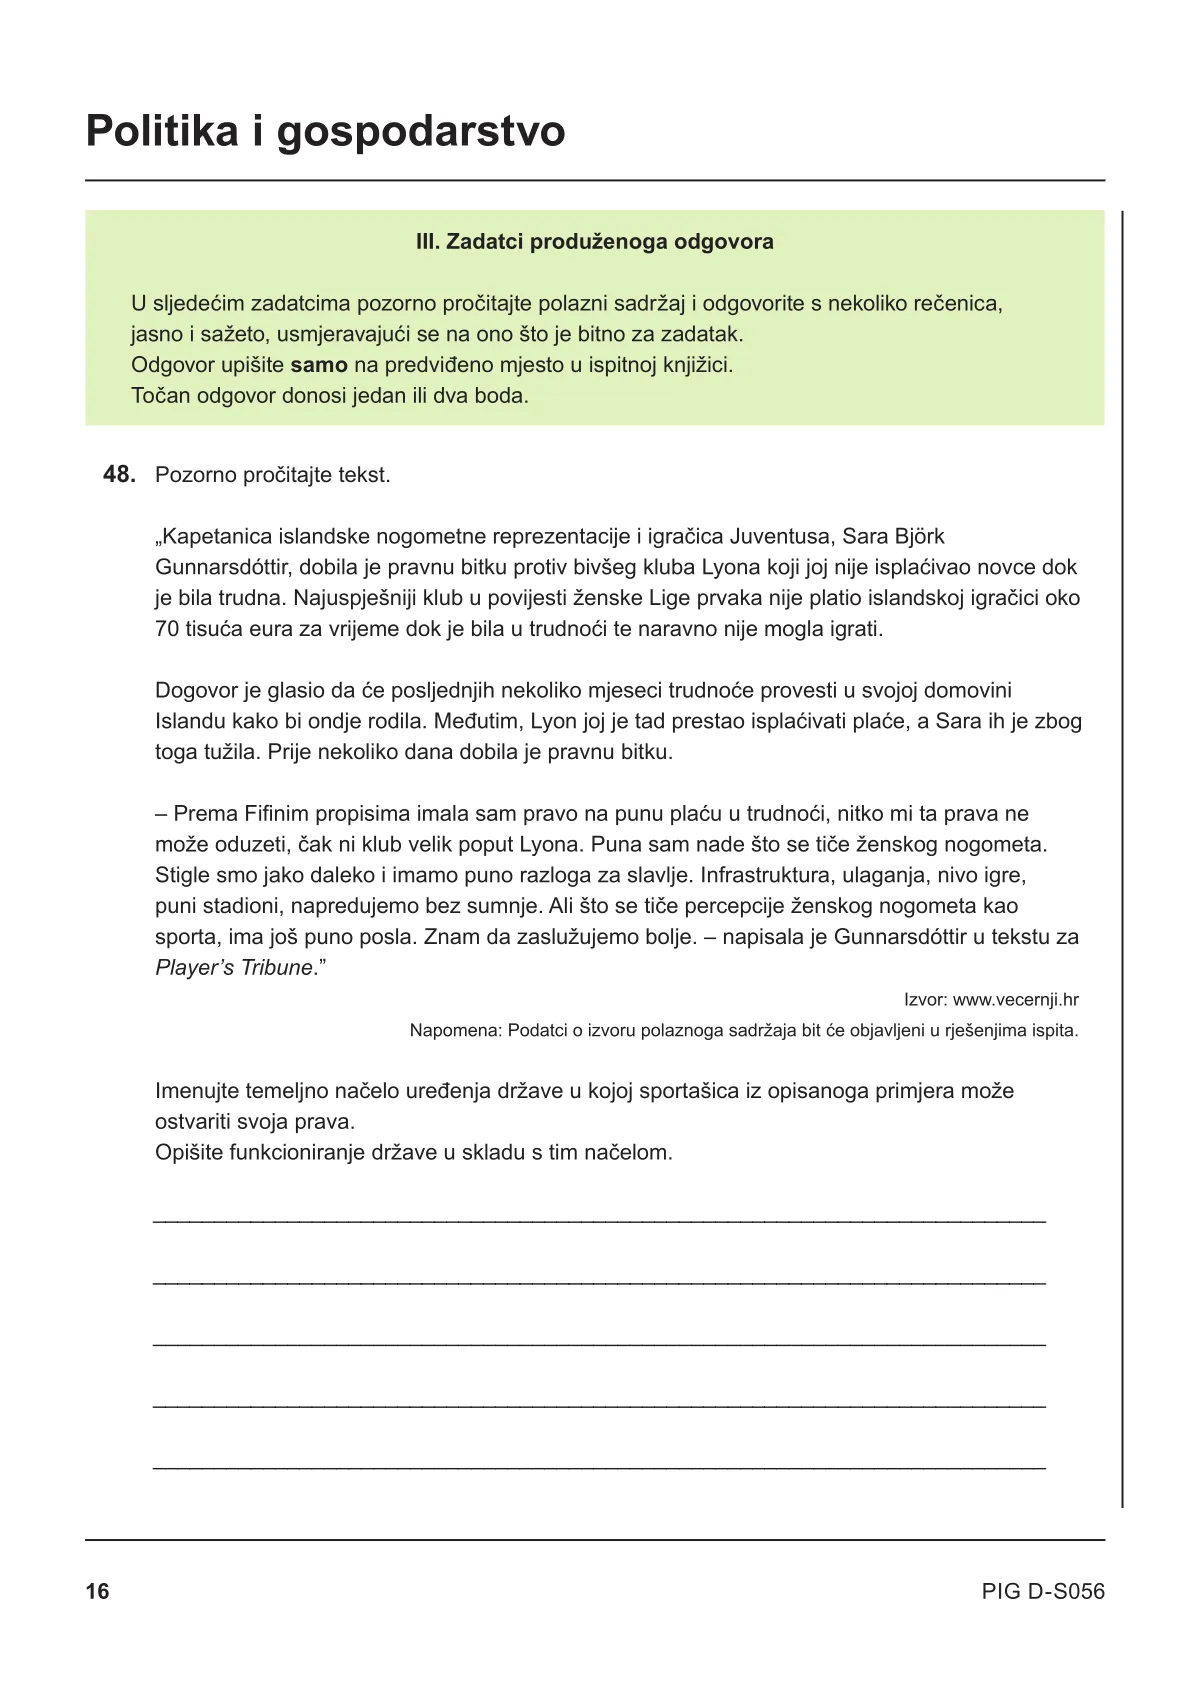 Politika i gospodarstvo
III. Zadatci produženoga odgovora
U sljedećim zadatcima pozorno pročitajte polazni sadržaj i odgovorite s nekoliko rečenica,
jasno i sažeto, usmjeravajući se na ono što je bitno za zadatak.
Odgovor upišite samo na predviđeno mjesto u ispitnoj knjižici.
Točan odgovor donosi jedan ili dva boda.
48. Pozorno pročitajte tekst.
„Kapetanica islandske nogometne reprezentacije i igračica Juventusa, Sara Björk
Gunnarsdóttir, dobila je pravnu bitku protiv bivšeg kluba Lyona koji joj nije isplaćivao novce dok
je bila trudna. Najuspješniji klub u povijesti ženske Lige prvaka nije platio islandskoj igračici oko
70 tisuća eura za vrijeme dok je bila u trudnoći te naravno nije mogla igrati.
Dogovor je glasio da će posljednjih nekoliko mjeseci trudnoće provesti u svojoj domovini
Islandu kako bi ondje rodila. Međutim, Lyon joj je tad prestao isplaćivati plaće, a Sara ih je zbog
toga tužila. Prije nekoliko dana dobila je pravnu bitku.
– Prema Fifinim propisima imala sam pravo na punu plaću u trudnoći, nitko mi ta prava ne
može oduzeti, čak ni klub velik poput Lyona. Puna sam nade što se tiče ženskog nogometa.
Stigle smo jako daleko i imamo puno razloga za slavlje. Infrastruktura, ulaganja, nivo igre,
puni stadioni, napredujemo bez sumnje. Ali što se tiče percepcije ženskog nogometa kao
sporta, ima još puno posla. Znam da zaslužujemo bolje. – napisala je Gunnarsdóttir u tekstu za
Player’s Tribune.”
Izvor: www.vecernji.hr
Napomena: Podatci o izvoru polaznoga sadržaja bit će objavljeni u rješenjima ispita.
Imenujte temeljno načelo uređenja države u kojoj sportašica iz opisanoga primjera može
ostvariti svoja prava.
Opišite funkcioniranje države u skladu s tim načelom.
16
PIG D-S056